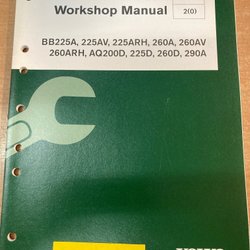 Workshop Manual
2(0)
BB225A, 225AV, 225ARH, 260A, 260AV
260ARH, AQ200D, 225D, 260D, 290A